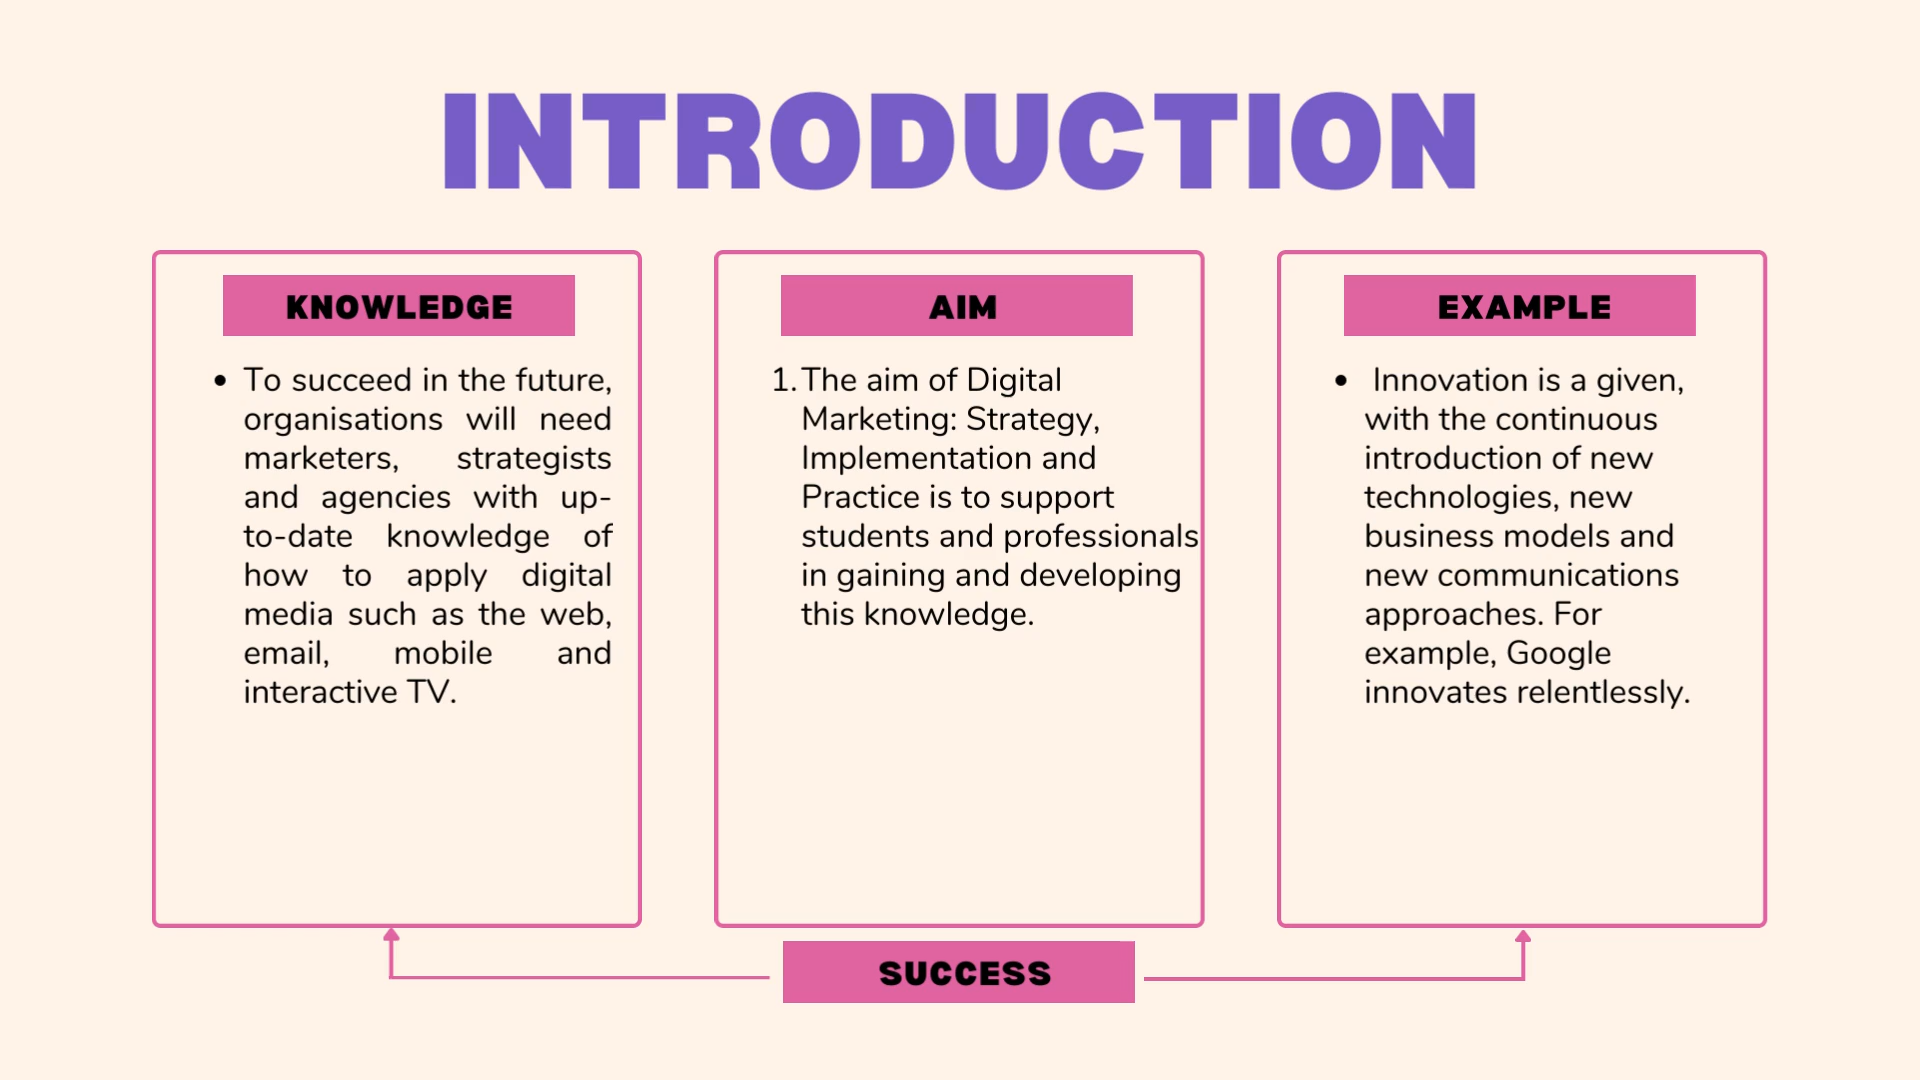 INTRODUCTION
KNOWLEDGE
• To succeed in the future,
organisations will need
marketers, strategists
and agencies with up-
to-date knowledge of
how to apply digital
media such as the web,
email, mobile and
interactive TV.
AIM
1. The aim of Digital
Marketing: Strategy,
Implementation and
Practice is to support
students and professionals
in gaining and developing
this knowledge.
EXAMPLE
• Innovation is a given,
with the continuous
introduction of new
technologies, new
business models and
new communications
approaches. For
example, Google
innovates relentlessly.
SUCCESS